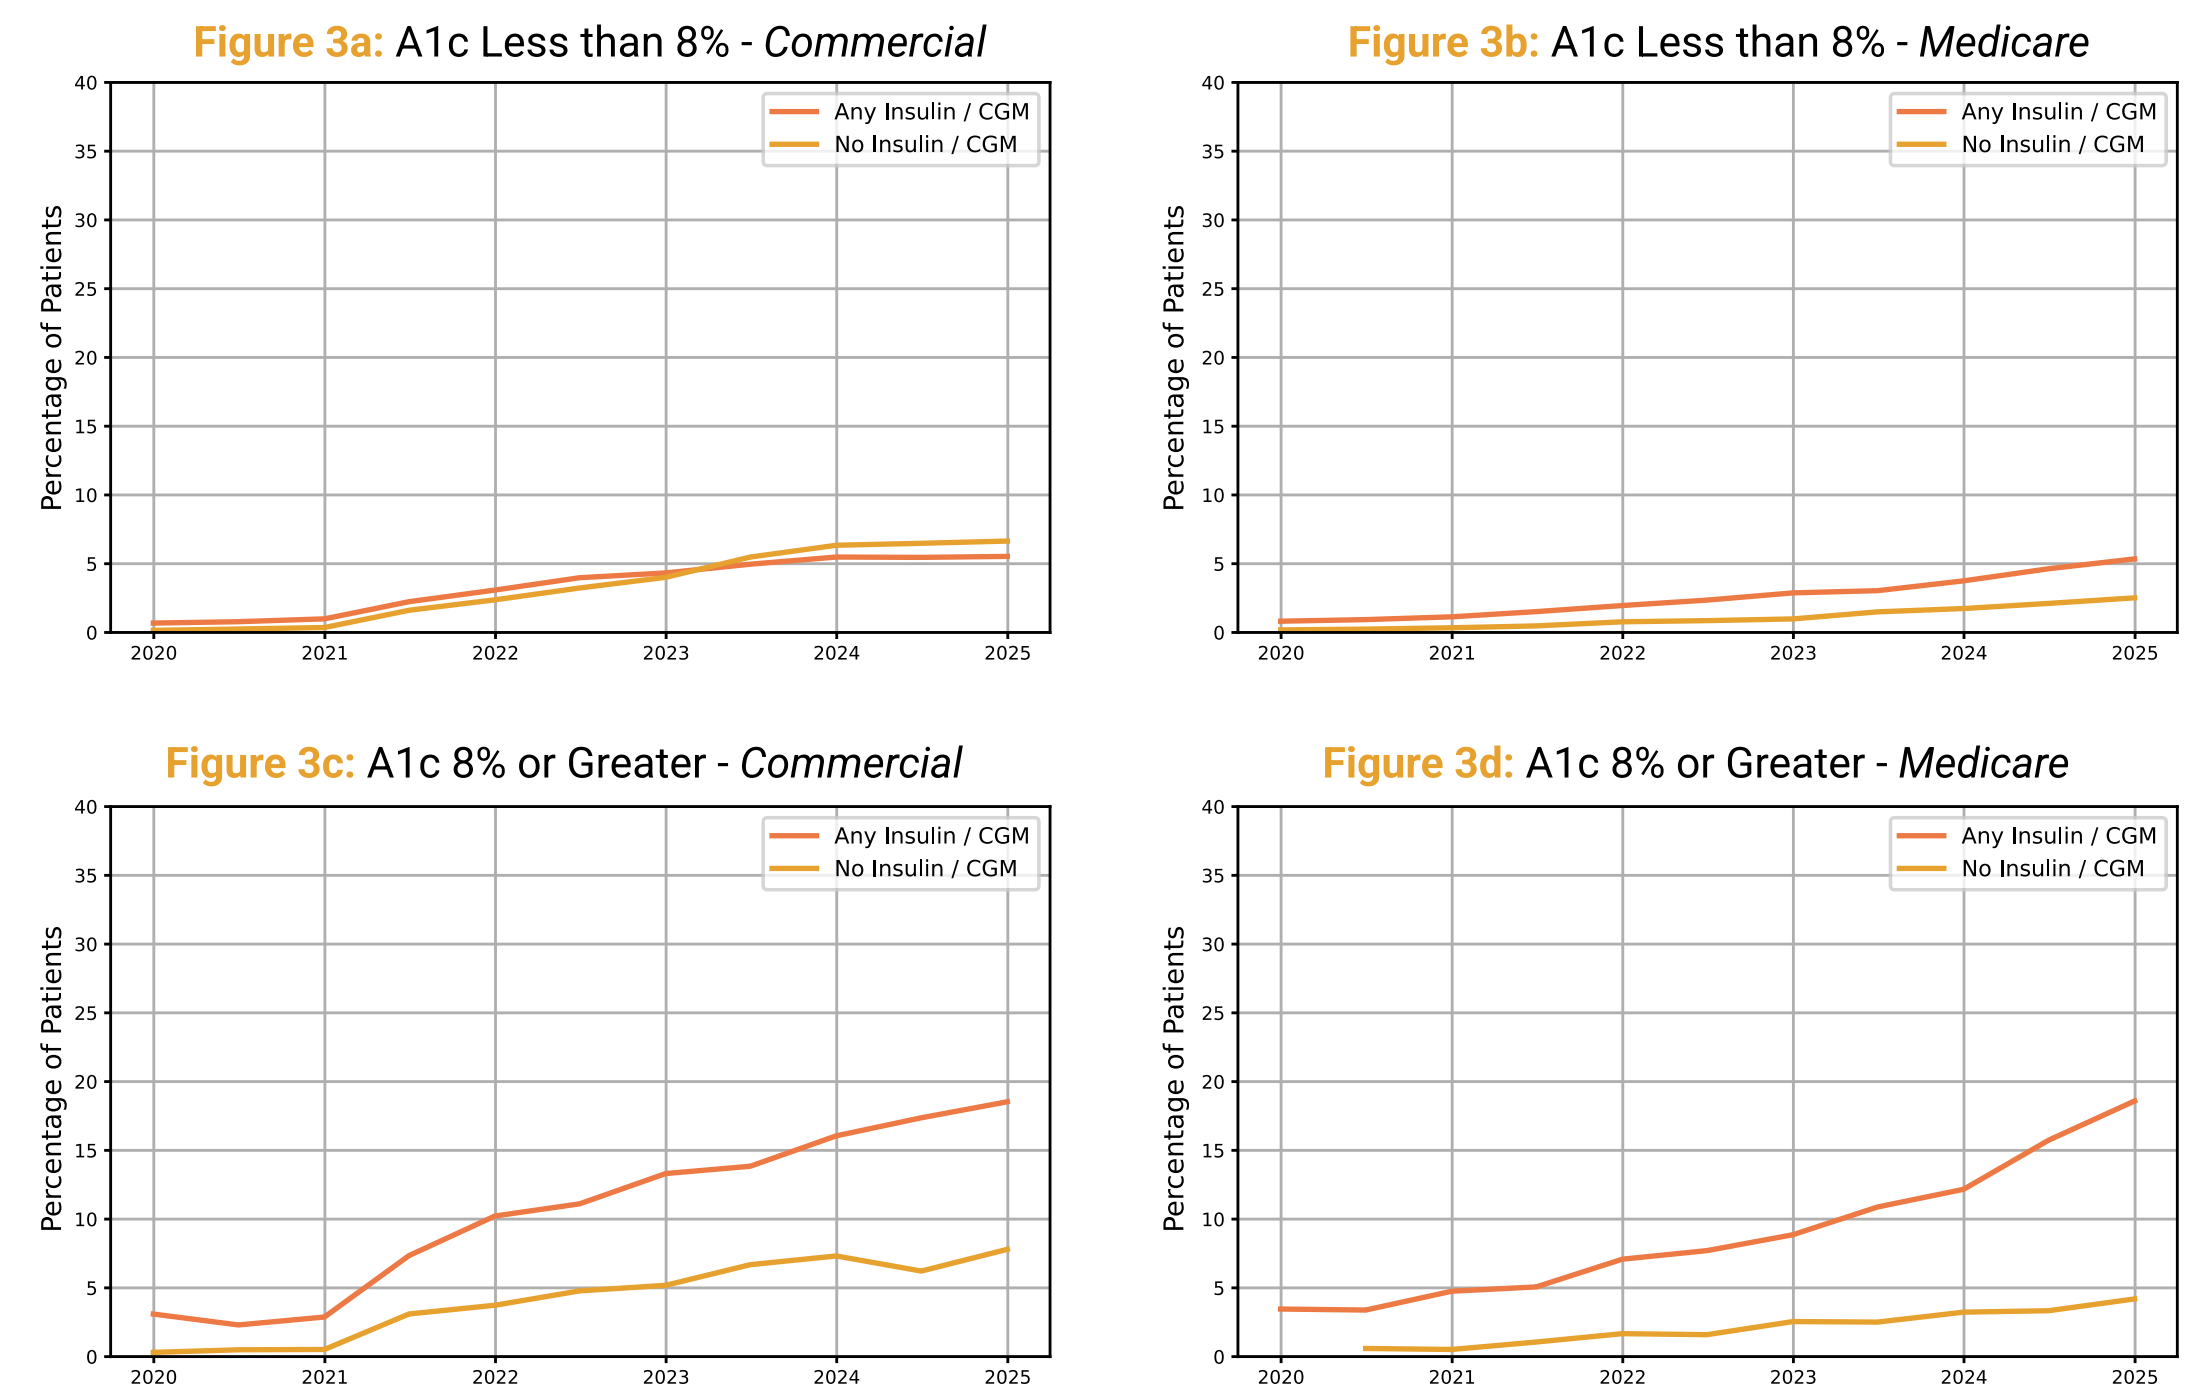 Figure 3a: A1c Less than 8% - Commercial
40
35
30
25
20
15
10
5
0
Percentage of Patients
Any Insulin / CGM
No Insulin / CGM
2020 2021 2022 2023 2024 2025
Figure 3b: A1c Less than 8% - Medicare
40
35
30
25
20
15
10
5
0
Percentage of Patients
Any Insulin / CGM
No Insulin / CGM
2020 2021 2022 2023 2024 2025
Figure 3c: A1c 8% or Greater - Commercial
40
35
30
25
20
15
10
5
0
Percentage of Patients
Any Insulin / CGM
No Insulin / CGM
2020 2021 2022 2023 2024 2025
Figure 3d: A1c 8% or Greater - Medicare
40
35
30
25
20
15
10
5
0
Percentage of Patients
Any Insulin / CGM
No Insulin / CGM
2020 2021 2022 2023 2024 2025